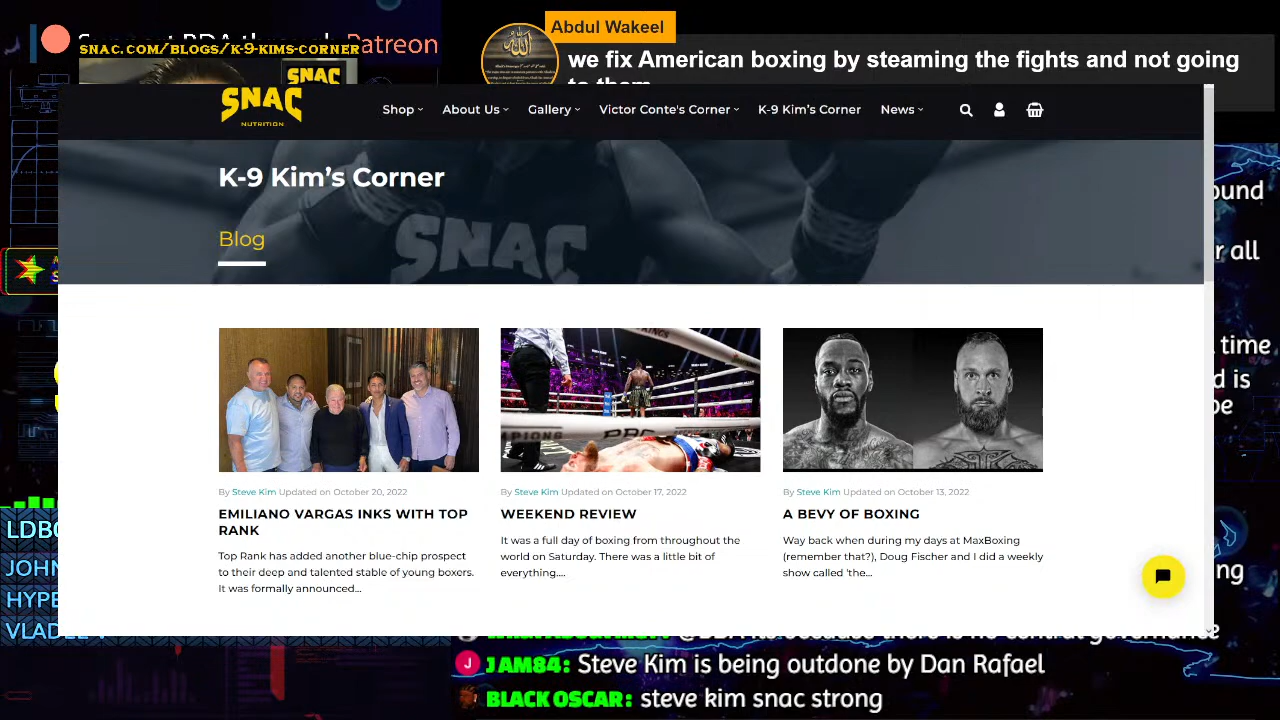 Abdul Wakeel
Patreon
SNAC.COM/BLOGS/K-9-KIMS-CORNER
we fix American boxing by steaming the fights and not going
to them
SNAC
SNAC
NUTRITION
Shop
About Us
Gallery
Victor Conte's Corner
K-9 Kim's Corner
News
K-9 Kim's Corner
SNAC
Blog
r all
time
By Steve Kim Updated on October 20, 2022
EMILIANO VARGAS INKS WITH TOP
RANK
Top Rank has added another blue-chip prospect
to their deep and talented stable of young boxers.
It was formally announced...
By Steve Kim Updated on October 17, 2022
WEEKEND REVIEW
It was a full day of boxing from throughout the
world on Saturday. There was a little bit of
everything....
By Steve Kim Updated on October 13, 2022
A BEVY OF BOXING
Way back when during my days at MaxBoxing
(remember that?), Doug Fischer and I did a weekly
show called 'the...
J
JAM84: Steve Kim is being outdone by Dan Rafael
BLACK OSCAR: steve kim snac strong